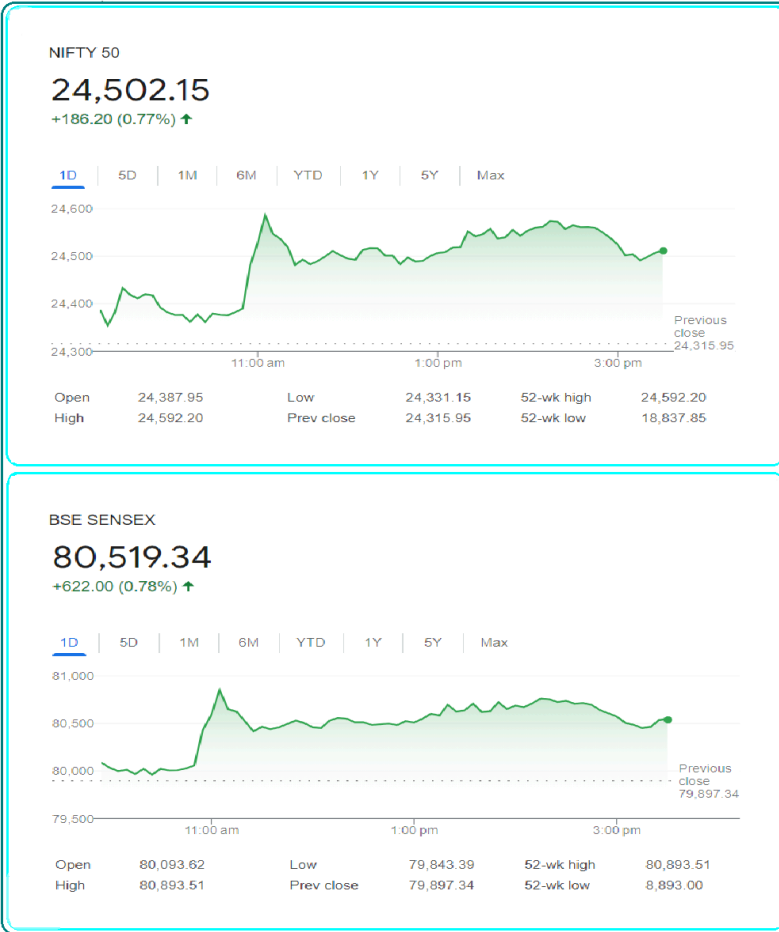 NIFTY 50
24,502.15
+186.20 (0.77%) ↑
1D 5D 1M 6M YTD 1Y 5Y Max
24,600
24,500
24,400
24,300
Previous
close
24,315.95
11:00 am 1:00 pm 3:00 pm
Open 24,387.95 Low 24,331.15 52-wk high 24,592.20
High 24,592.20 Prev close 24,315.95 52-wk low 18,837.85
BSE SENSEX
80,519.34
+622.00 (0.78%) ↑
1D 5D 1M 6M YTD 1Y 5Y Max
81,000
80,500
80,000
79,500
Previous
close
79,897.34
11:00 am 1:00 pm 3:00 pm
Open 80,093.62 Low 79,843.39 52-wk high 80,893.51
High 80,893.51 Prev close 79,897.34 52-wk low 8,893.00